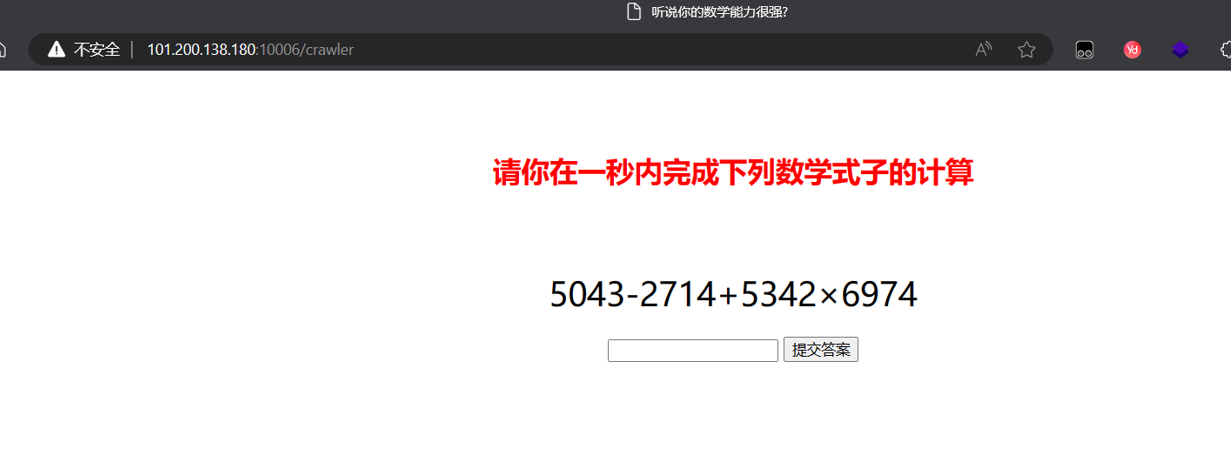 听说你的数学能力很强?
不安全 | 101.200.138.180:10006/crawler
请你在一秒内完成下列数学式子的计算
5043-2714+5342×6974
提交答案